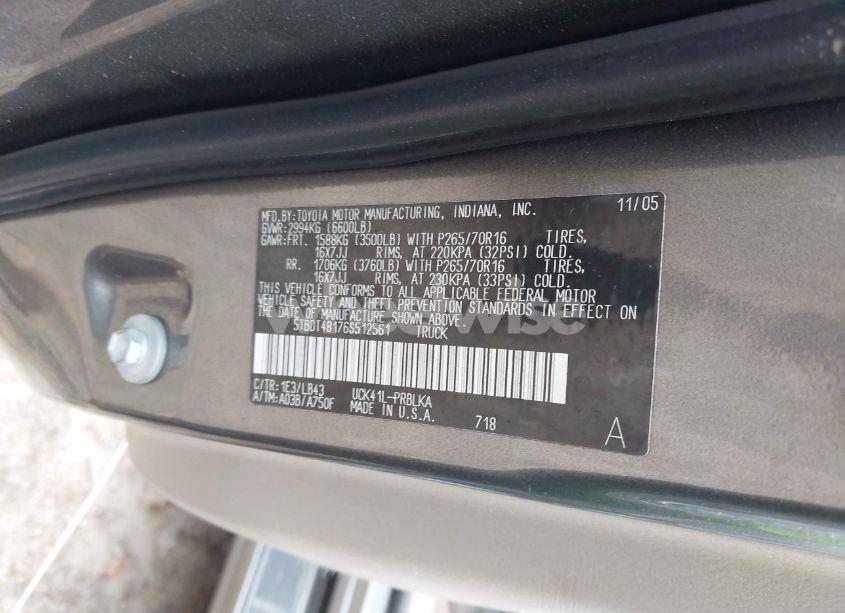 MFD.BY:TOYOTA MOTOR MANUFACTURING, INDIANA, INC. 11/05
GVWR:2994KG (6600LB)
GAWR:FRT. 1588KG (3500LB) WITH P265/70R16 TIRES,
16X7JJ RIMS, AT 220KPA (32PSI) COLD.
RR. 1706KG (3760LB) WITH P265/70R16 TIRES,
16X7JJ RIMS, AT 230KPA (33PSI) COLD.
THIS VEHICLE CONFORMS TO ALL APPLICABLE FEDERAL MOTOR
VEHICLE SAFETY AND THEFT PREVENTION STANDARDS IN EFFECT ON
THE DATE OF MANUFACTURE SHOWN ABOVE.
5TBDT48176S512561 TRUCK
C/TR:1E3/LB43 UCK41L-PRBLKA
A/TM:A03B/A750F MADE IN U.S.A.
718
A